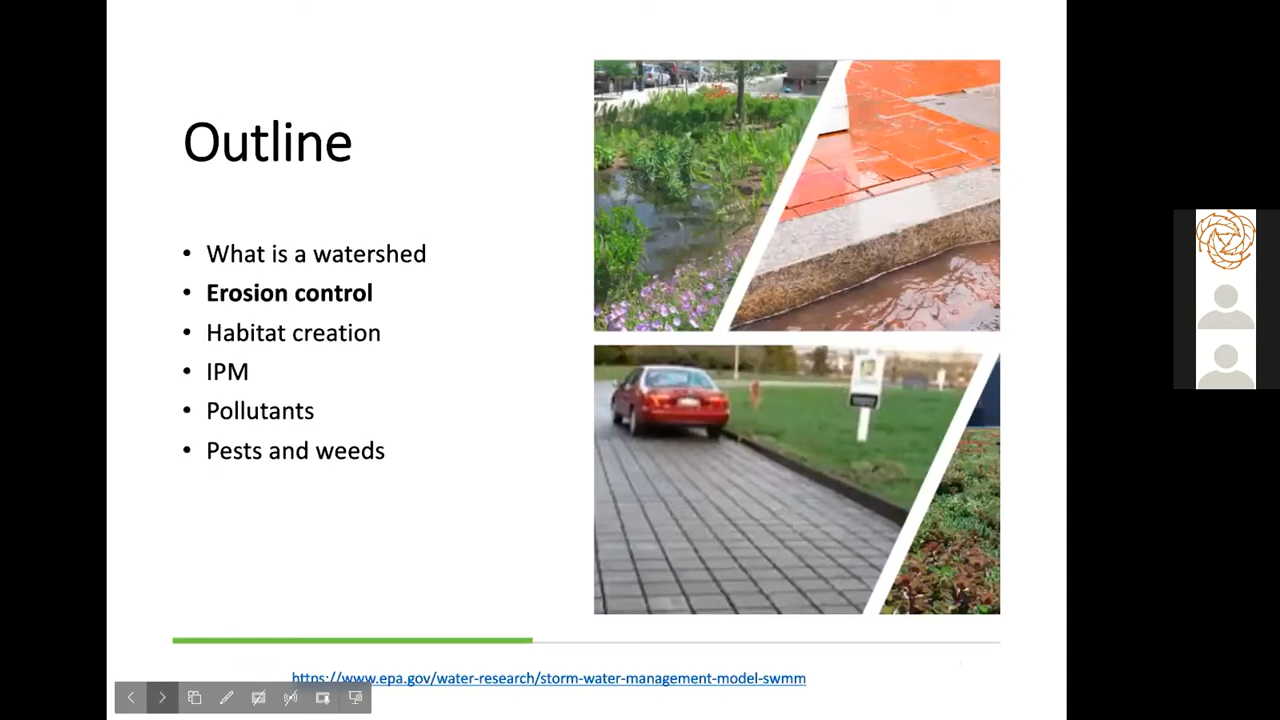 Outline
• What is a watershed
• Erosion control
• Habitat creation
• IPM
• Pollutants
• Pests and weeds
https://www.epa.gov/water-research/storm-water-management-model-swmm